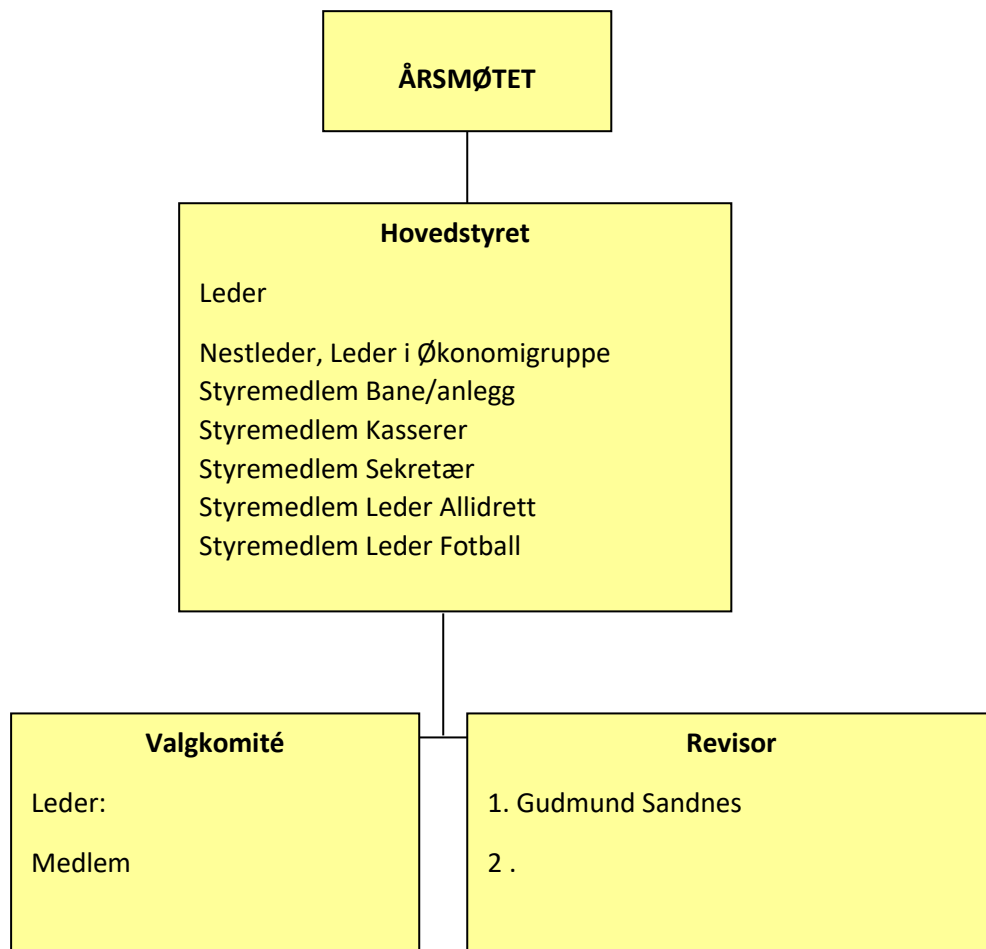 ÅRSMØTET
Hovedstyret
Leder
Nestleder, Leder i Økonomigruppe
Styremedlem Bane/anlegg
Styremedlem Kasserer
Styremedlem Sekretær
Styremedlem Leder Allidrett
Styremedlem Leder Fotball
Valgkomité
Leder:
Medlem
Revisor
1. Gudmund Sandnes
2 .